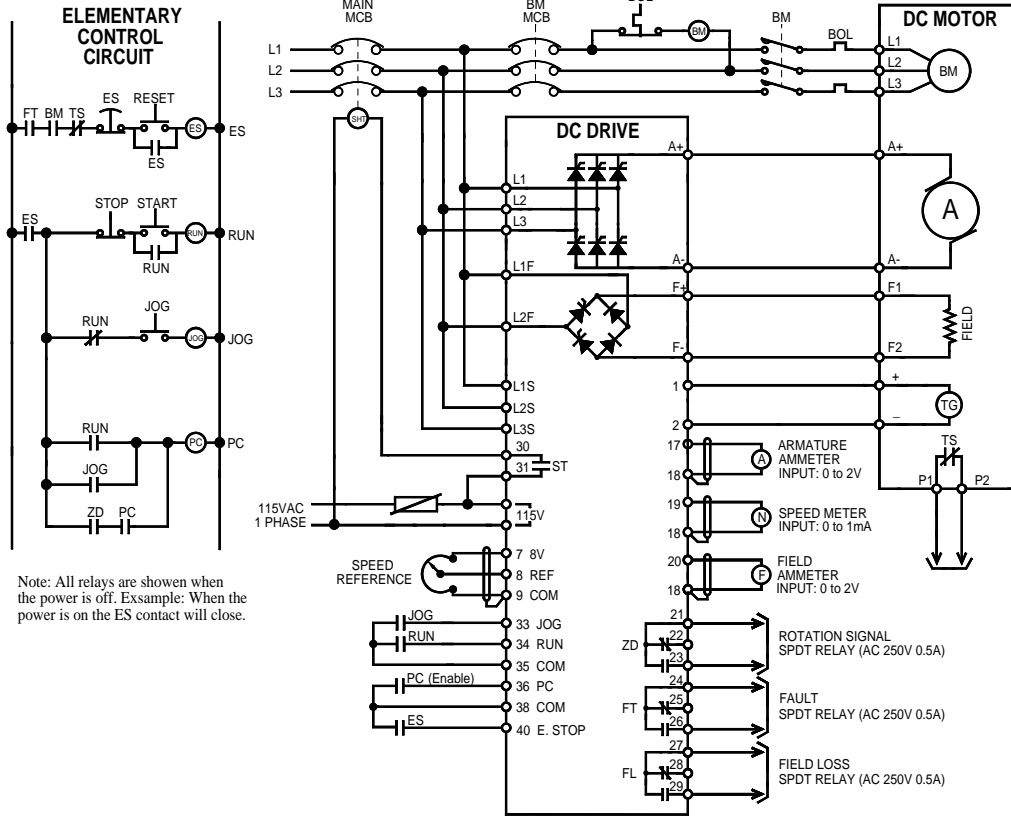 ELEMENTARY
CONTROL
CIRCUIT
FT BM TS
ES
RESET
ES
ES
ES
ES
STOP
START
RUN
RUN
RUN
JOG
RUN
JOG
JOG
RUN
PC
PC
JOG
ZD
PC
Note: All relays are showen when
the power is off. Exsample: When the
power is on the ES contact will close.
MAIN
MCB
BM
MCB
BM
BM
BOL
L1
L2
L3
SHT
DC MOTOR
L1
L2
L3
BM
DC DRIVE
A+
A+
A
L1
L2
L3
A-
A-
L1F
F+
F1
FIELD
L2F
F-
F2
L1S
L2S
L3S
1
+
TG
2
–
30
31
ST
115VAC
1 PHASE
115V
17
18
A
ARMATURE
AMMETER
INPUT: 0 to 2V
TS
P1
P2
19
18
N
SPEED METER
INPUT: 0 to 1mA
SPEED
REFERENCE
7 8V
8 REF
9 COM
20
18
F
FIELD
AMMETER
INPUT: 0 to 2V
JOG
33 JOG
RUN
34 RUN
35 COM
PC (Enable)
36 PC
38 COM
ES
40 E. STOP
ZD
21
22
23
ROTATION SIGNAL
SPDT RELAY (AC 250V 0.5A)
FT
24
25
26
FAULT
SPDT RELAY (AC 250V 0.5A)
FL
27
28
29
FIELD LOSS
SPDT RELAY (AC 250V 0.5A)